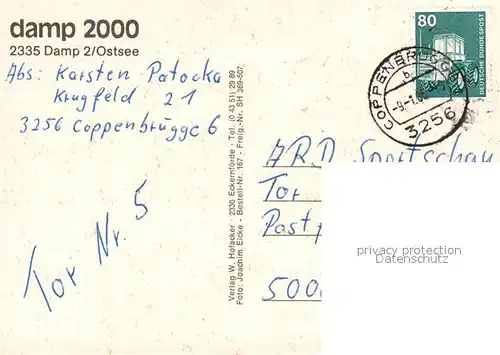 damp 2000
2335 Damp 2/Ostsee
Abs: Karsten Patocka
Krugfeld 21
3256 Coppenbrügge 6
Tor Nr. 5
Verlag W. Hofacker · 2330 Eckernförde · Tel. (0 43 51) 29 89
Foto: Joachim Eicke - Bestell-Nr. 167 - Freig.-Nr. SH 369-507
80
DEUTSCHE BUNDESPOST
COPPENBRÜGGE
b
3256
ARD Sportschau
Tor
Post
500
privacy protection
Datenschutz